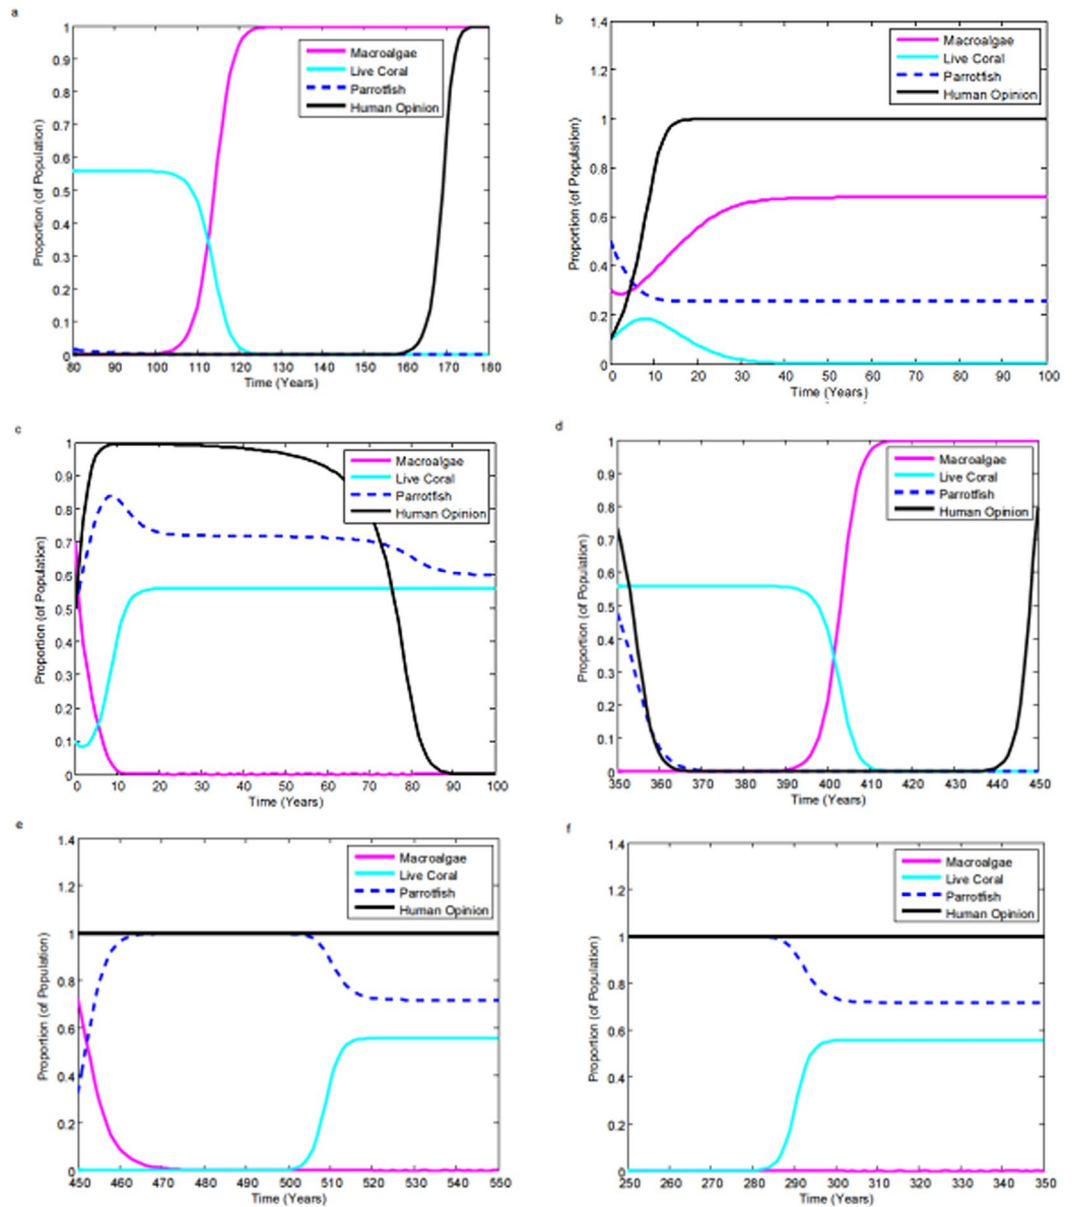 a
Proportion (of Population)
1
0.9
0.8
0.7
0.6
0.5
0.4
0.3
0.2
0.1
0
80 90 100 110 120 130 140 150 160 170 180
Time (Years)
Macroalgae
Live Coral
Parrotfish
Human Opinion
b
Proportion (of Population)
1.4
1.2
1
0.8
0.6
0.4
0.2
0
0 10 20 30 40 50 60 70 80 90 100
Time (Years)
Macroalgae
Live Coral
Parrotfish
Human Opinion
c
Proportion (of Population)
1
0.9
0.8
0.7
0.6
0.5
0.4
0.3
0.2
0.1
0
0 10 20 30 40 50 60 70 80 90 100
Time (Years)
Macroalgae
Live Coral
Parrotfish
Human Opinion
d
Proportion (of Population)
1
0.9
0.8
0.7
0.6
0.5
0.4
0.3
0.2
0.1
0
350 360 370 380 390 400 410 420 430 440 450
Time (Years)
Macroalgae
Live Coral
Parrotfish
Human Opinion
e
Proportion (of Population)
1.4
1.2
1
0.8
0.6
0.4
0.2
0
450 460 470 480 490 500 510 520 530 540 550
Time (Years)
Macroalgae
Live Coral
Parrotfish
Human Opinion
f
Proportion (of Population)
1.4
1.2
1
0.8
0.6
0.4
0.2
0
250 260 270 280 290 300 310 320 330 340 350
Time (Years)
Macroalgae
Live Coral
Parrotfish
Human Opinion